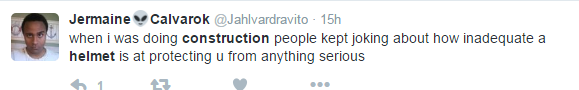 Jermaine👽Calvarok @Jahlvardravito · 15h
when i was doing construction people kept joking about how inadequate a
helmet is at protecting u from anything serious
1